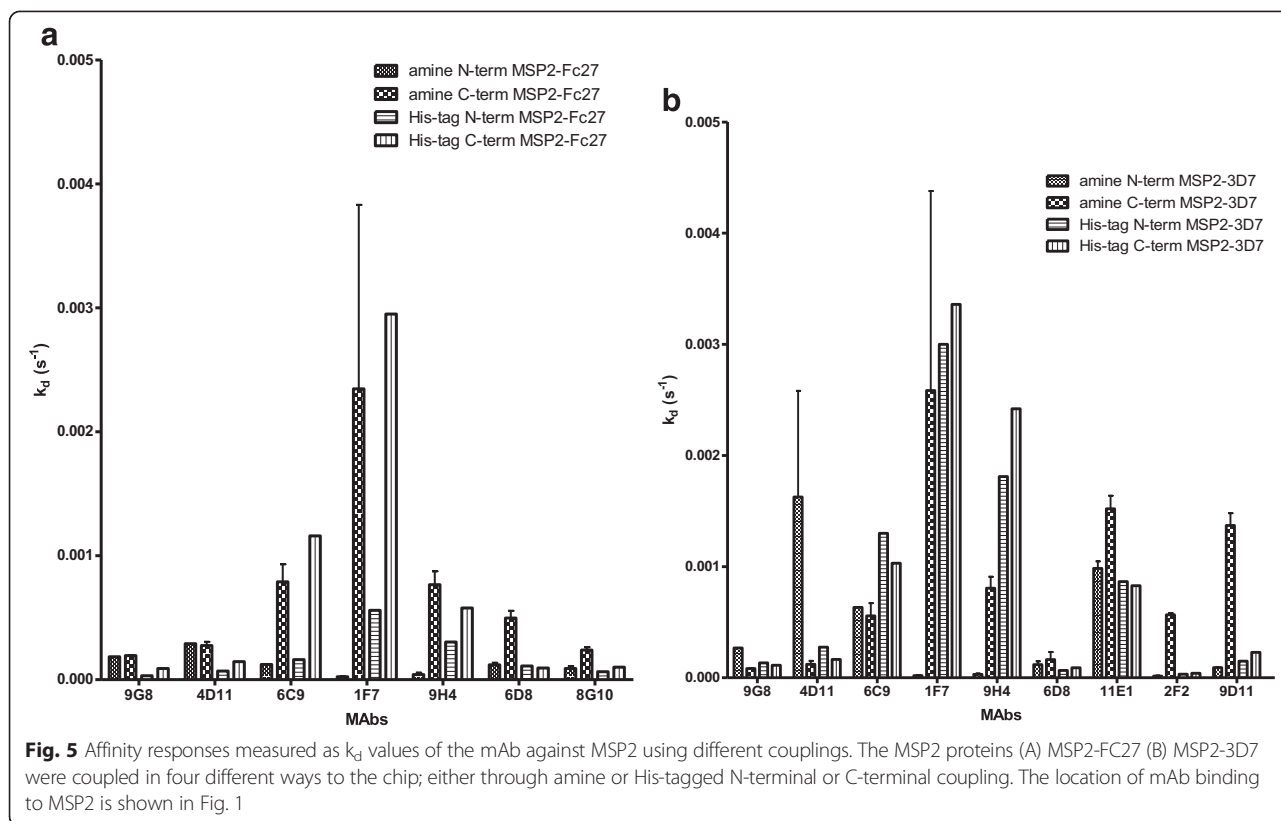 a
0.005
0.004
0.003
0.002
0.001
0.000
k_d (s⁻¹)
amine N-term MSP2-Fc27
amine C-term MSP2-Fc27
His-tag N-term MSP2-Fc27
His-tag C-term MSP2-Fc27
9G8 4D11 6C9 1F7 9H4 6D8 8G10
MAbs
b
0.005
0.004
0.003
0.002
0.001
0.000
k_d (s⁻¹)
amine N-term MSP2-3D7
amine C-term MSP2-3D7
His-tag N-term MSP2-3D7
His-tag C-term MSP2-3D7
9G8 4D11 6C9 1F7 9H4 6D8 11E1 2F2 9D11
MAbs
Fig. 5 Affinity responses measured as k_d values of the mAb against MSP2 using different couplings. The MSP2 proteins (A) MSP2-FC27 (B) MSP2-3D7
were coupled in four different ways to the chip; either through amine or His-tagged N-terminal or C-terminal coupling. The location of mAb binding
to MSP2 is shown in Fig. 1